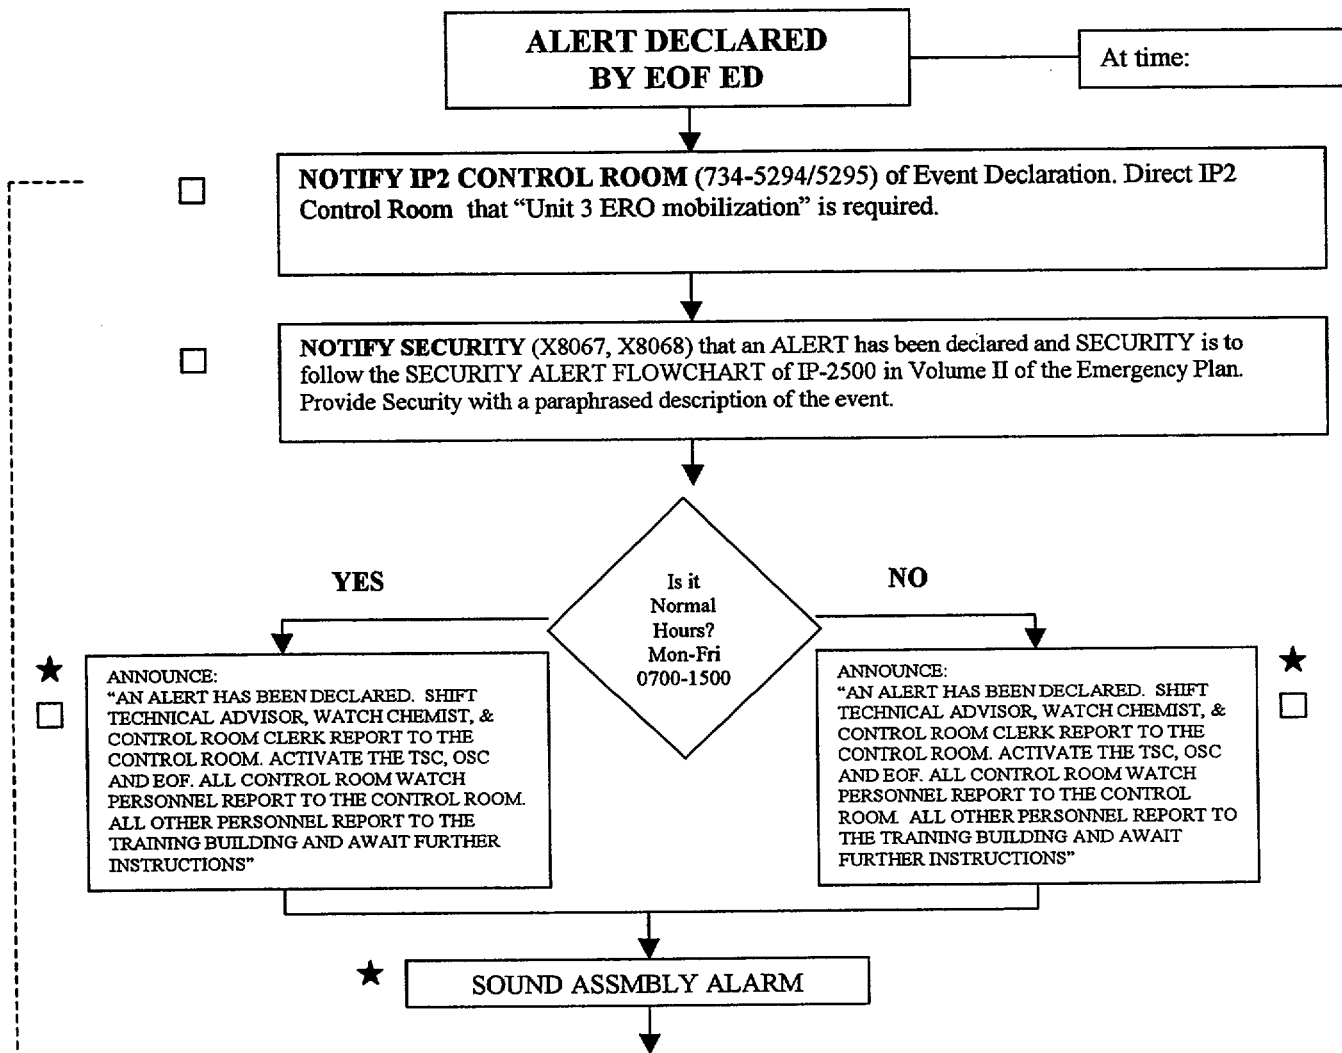 ALERT DECLARED
BY EOF ED
At time:
NOTIFY IP2 CONTROL ROOM (734-5294/5295) of Event Declaration. Direct IP2
Control Room that “Unit 3 ERO mobilization” is required.
NOTIFY SECURITY (X8067, X8068) that an ALERT has been declared and SECURITY is to
follow the SECURITY ALERT FLOWCHART of IP-2500 in Volume II of the Emergency Plan.
Provide Security with a paraphrased description of the event.
Is it
Normal
Hours?
Mon-Fri
0700-1500
YES
NO
ANNOUNCE:
“AN ALERT HAS BEEN DECLARED. SHIFT
TECHNICAL ADVISOR, WATCH CHEMIST, &
CONTROL ROOM CLERK REPORT TO THE
CONTROL ROOM. ACTIVATE THE TSC, OSC
AND EOF. ALL CONTROL ROOM WATCH
PERSONNEL REPORT TO THE CONTROL ROOM.
ALL OTHER PERSONNEL REPORT TO THE
TRAINING BUILDING AND AWAIT FURTHER
INSTRUCTIONS”
ANNOUNCE:
“AN ALERT HAS BEEN DECLARED. SHIFT
TECHNICAL ADVISOR, WATCH CHEMIST, &
CONTROL ROOM CLERK REPORT TO THE
CONTROL ROOM. ACTIVATE THE TSC, OSC
AND EOF. ALL CONTROL ROOM WATCH
PERSONNEL REPORT TO THE CONTROL
ROOM. ALL OTHER PERSONNEL REPORT TO
THE TRAINING BUILDING AND AWAIT
FURTHER INSTRUCTIONS”
SOUND ASSMBLY ALARM